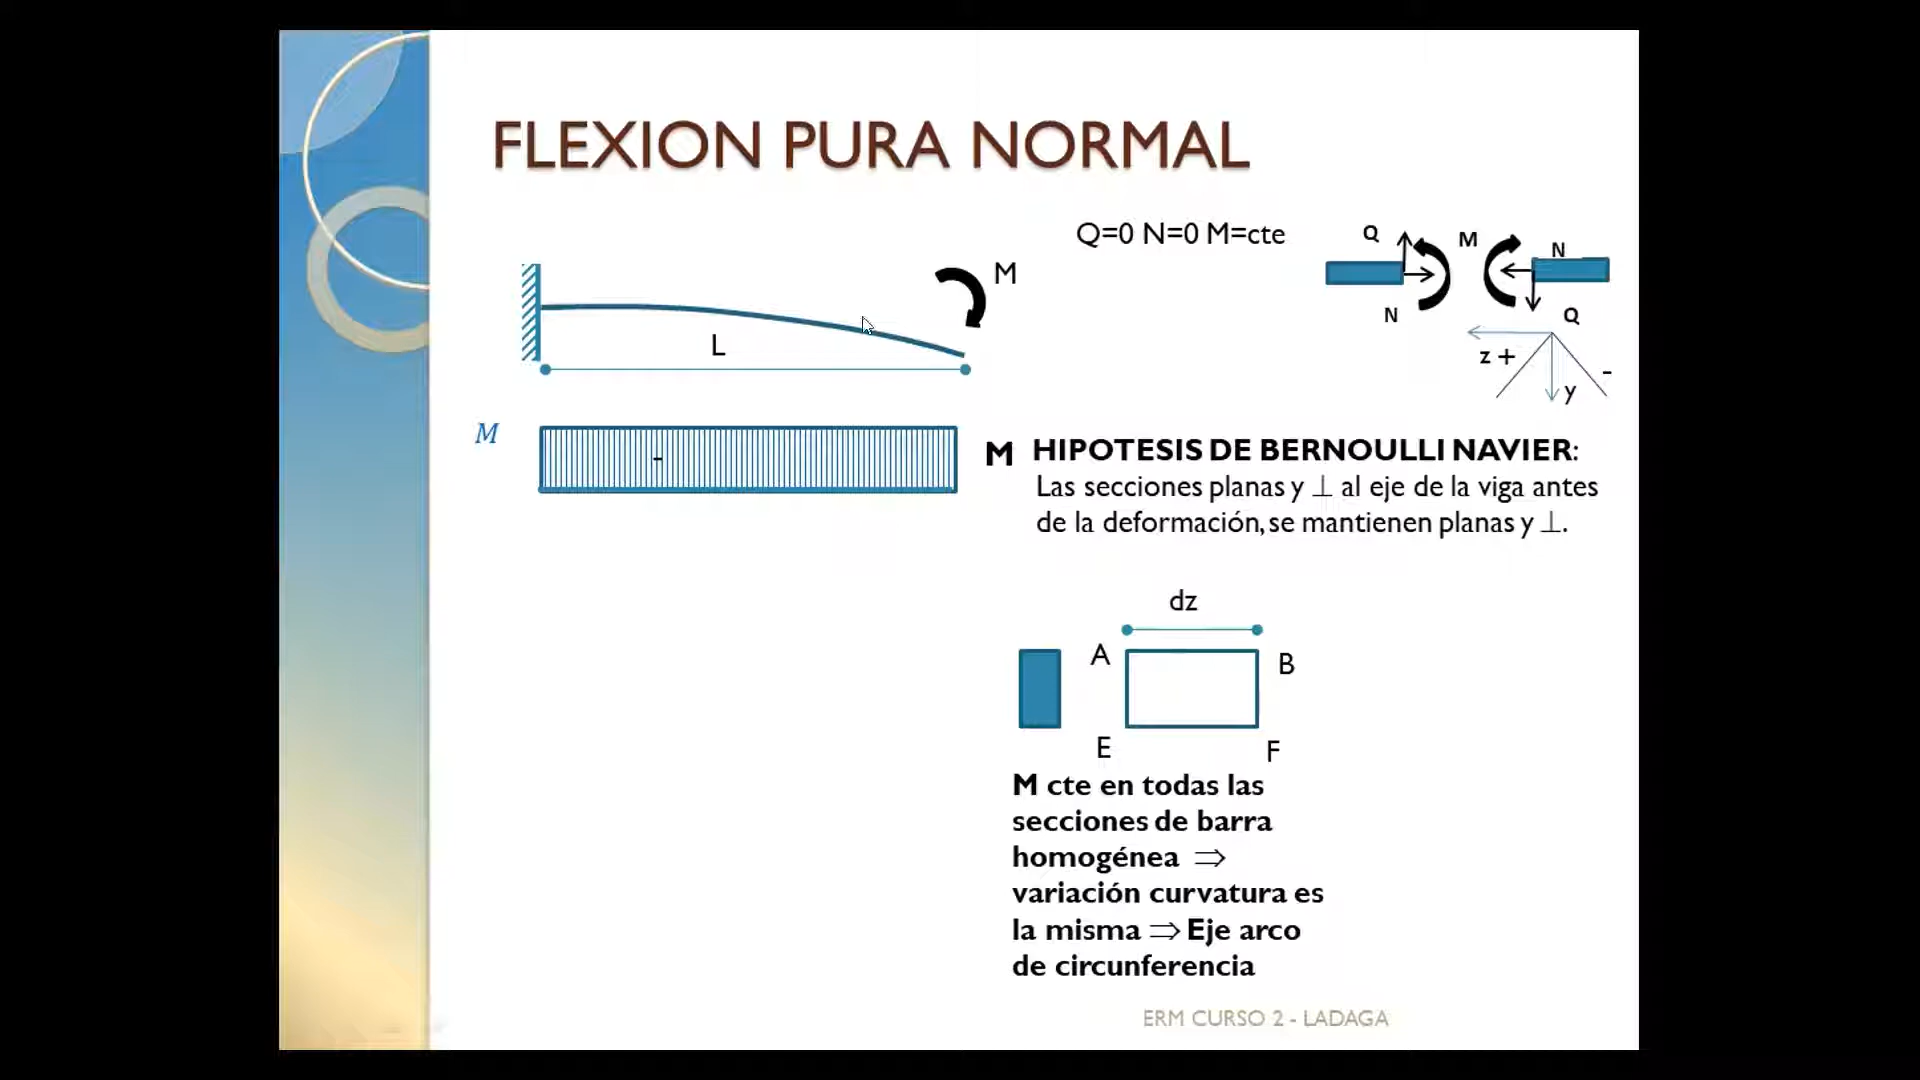 FLEXION PURA NORMAL
Q=0 N=0 M=cte
Q
M
N
N
Q
z +
-
y
M
L
M
-
M
HIPOTESIS DE BERNOULLI NAVIER:
Las secciones planas y ⊥ al eje de la viga antes
de la deformación, se mantienen planas y ⊥.
dz
A
B
E
F
M cte en todas las
secciones de barra
homogénea ⇒
variación curvatura es
la misma ⇒ Eje arco
de circunferencia
ERM CURSO 2 - LADAGA